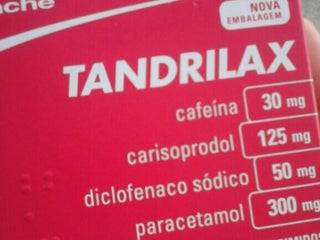 NOVA
EMBALAGEM
TANDRILAX
cafeína 30 mg
carisoprodol 125 mg
diclofenaco sódico 50 mg
paracetamol 300 mg